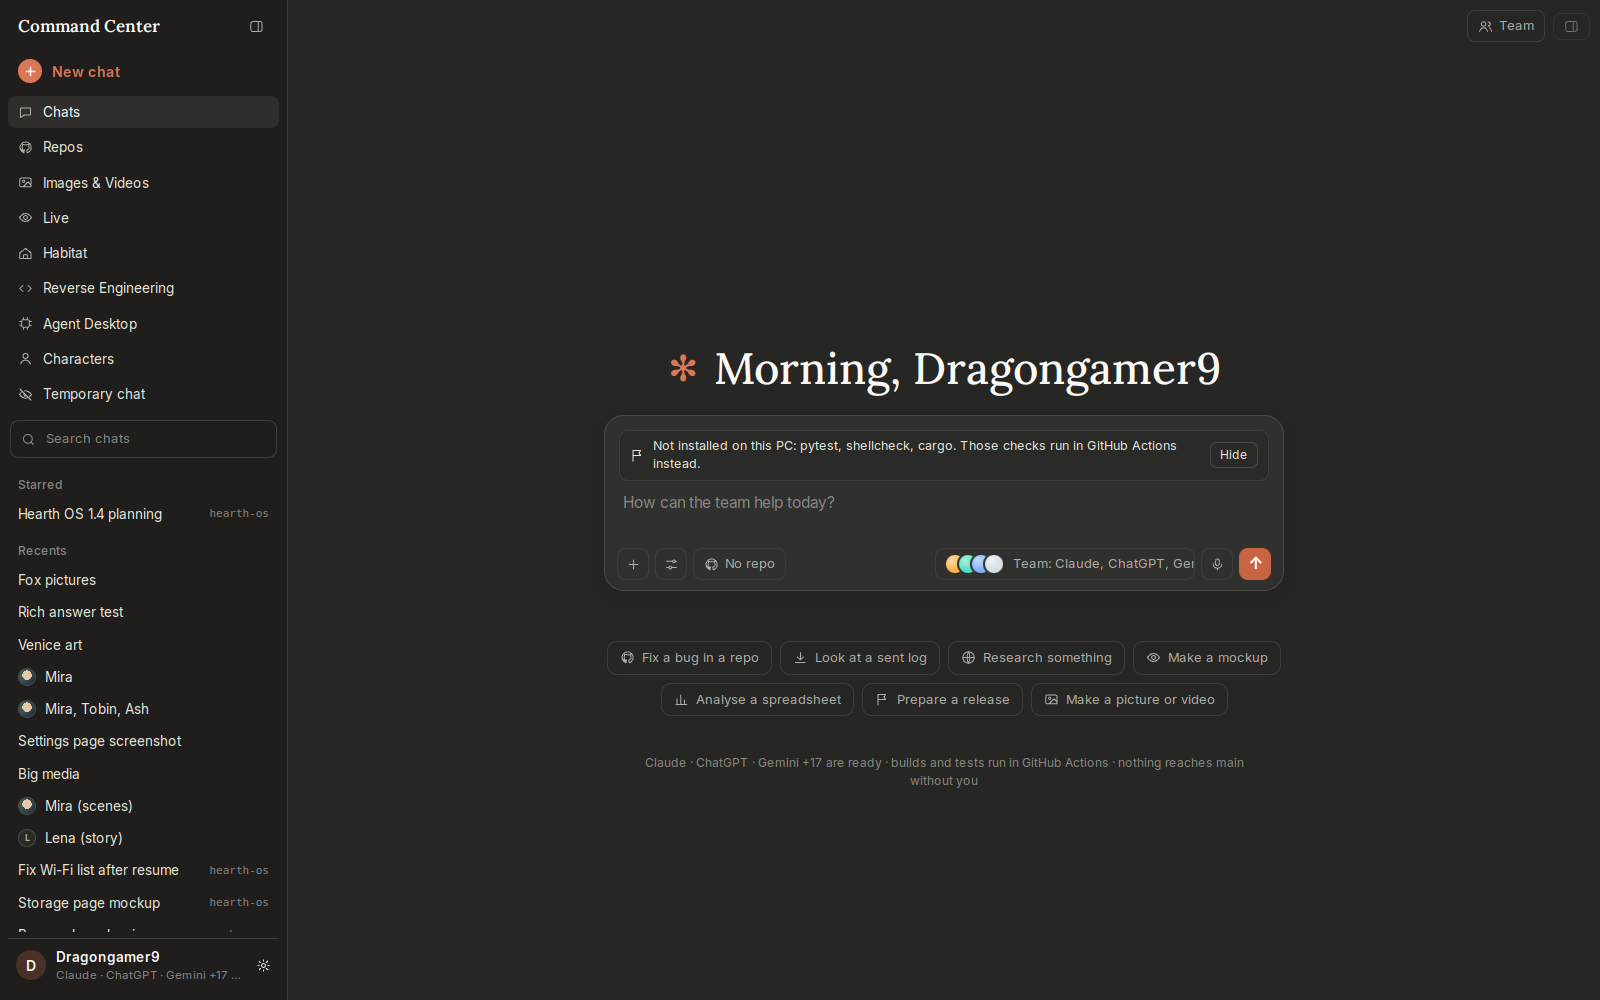 Command Center
New chat
Chats
Repos
Images & Videos
Live
Habitat
Reverse Engineering
Agent Desktop
Characters
Temporary chat
Search chats
Starred
Hearth OS 1.4 planning hearth-os
Recents
Fox pictures
Rich answer test
Venice art
Mira
Mira, Tobin, Ash
Settings page screenshot
Big media
Mira (scenes)
L Lena (story)
Fix Wi-Fi list after resume hearth-os
Storage page mockup hearth-os
D Dragongamer9
Claude · ChatGPT · Gemini +17 ...
Team
Morning, Dragongamer9
Not installed on this PC: pytest, shellcheck, cargo. Those checks run in GitHub Actions
instead.
Hide
How can the team help today?
No repo
Team: Claude, ChatGPT, Ger
Fix a bug in a repo
Look at a sent log
Research something
Make a mockup
Analyse a spreadsheet
Prepare a release
Make a picture or video
Claude · ChatGPT · Gemini +17 are ready · builds and tests run in GitHub Actions · nothing reaches main
without you